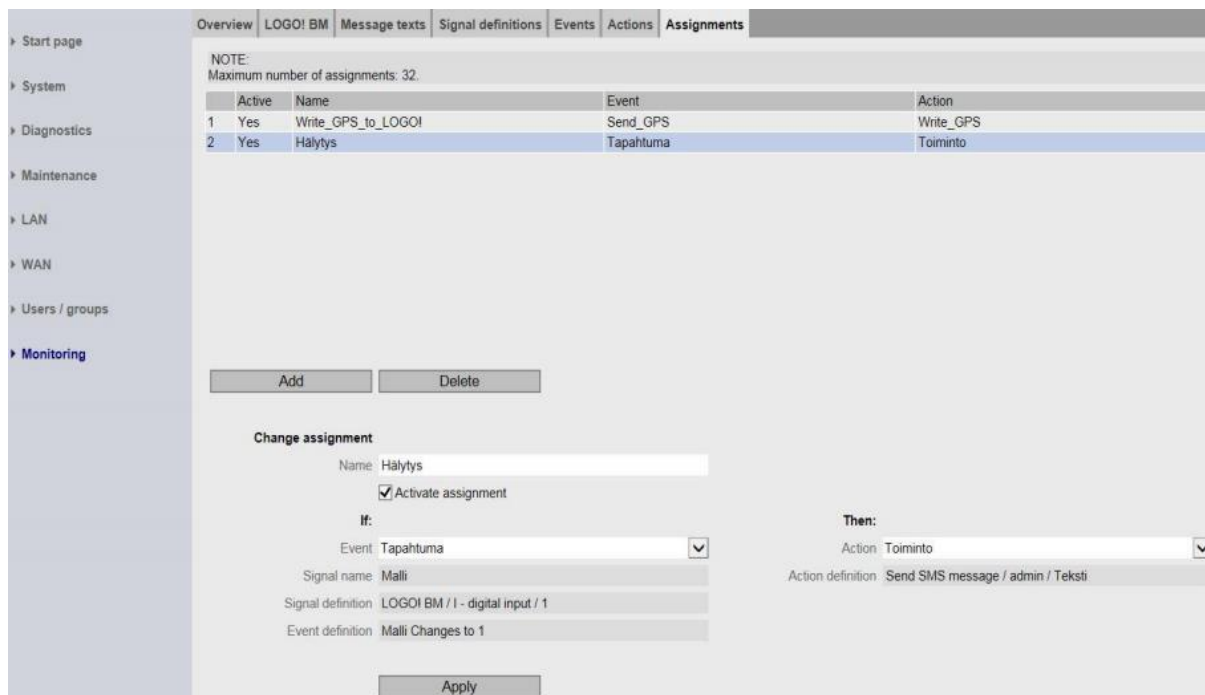 Overview LOGO! BM Message texts Signal definitions Events Actions Assignments
Start page
System
Diagnostics
Maintenance
LAN
WAN
Users / groups
Monitoring
NOTE:
Maximum number of assignments: 32.
Active Name Event Action
1 Yes Write_GPS_to_LOGO! Send_GPS Write_GPS
2 Yes Hälytys Tapahtuma Toiminto
Add Delete
Change assignment
Name Hälytys
Activate assignment
If: Then:
Event Tapahtuma Action Toiminto
Signal name Malli Action definition Send SMS message / admin / Teksti
Signal definition LOGO! BM / I - digital input / 1
Event definition Malli Changes to 1
Apply